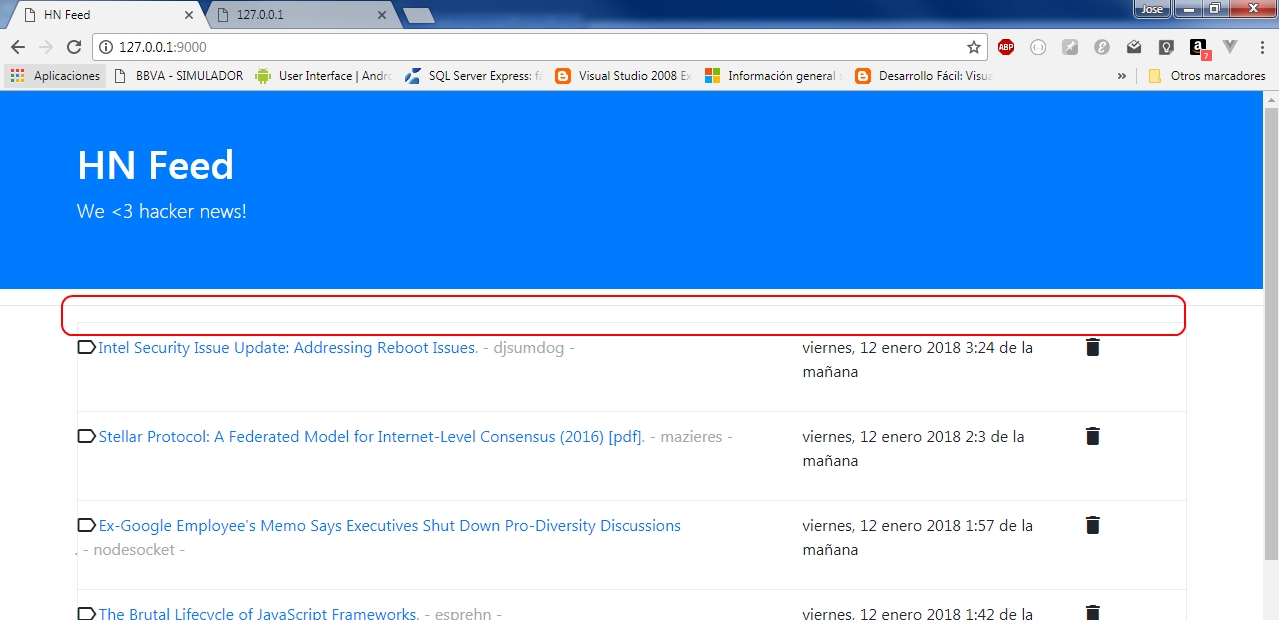 HN Feed
127.0.0.1
Jose
127.0.0.1:9000
ABP
7
Aplicaciones
BBVA - SIMULADOR
User Interface | Andro
SQL Server Express: fa
Visual Studio 2008 Ex
Información general
Desarrollo Fácil: Visua
»
Otros marcadores
HN Feed
We <3 hacker news!
Intel Security Issue Update: Addressing Reboot Issues. - djsumdog -
viernes, 12 enero 2018 3:24 de la
mañana
Stellar Protocol: A Federated Model for Internet-Level Consensus (2016) [pdf]. - mazieres -
viernes, 12 enero 2018 2:3 de la
mañana
Ex-Google Employee's Memo Says Executives Shut Down Pro-Diversity Discussions
. - nodesocket -
viernes, 12 enero 2018 1:57 de la
mañana
The Brutal Lifecycle of JavaScript Frameworks. - esprehn -
viernes, 12 enero 2018 1:42 de la